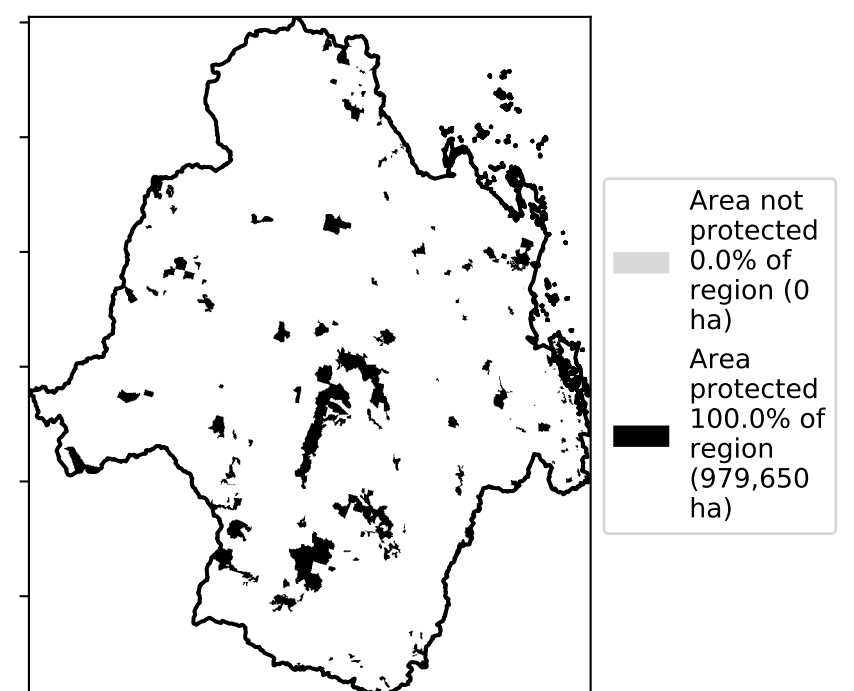 Area not
protected
0.0% of
region (0
ha)
Area
protected
100.0% of
region
(979,650
ha)